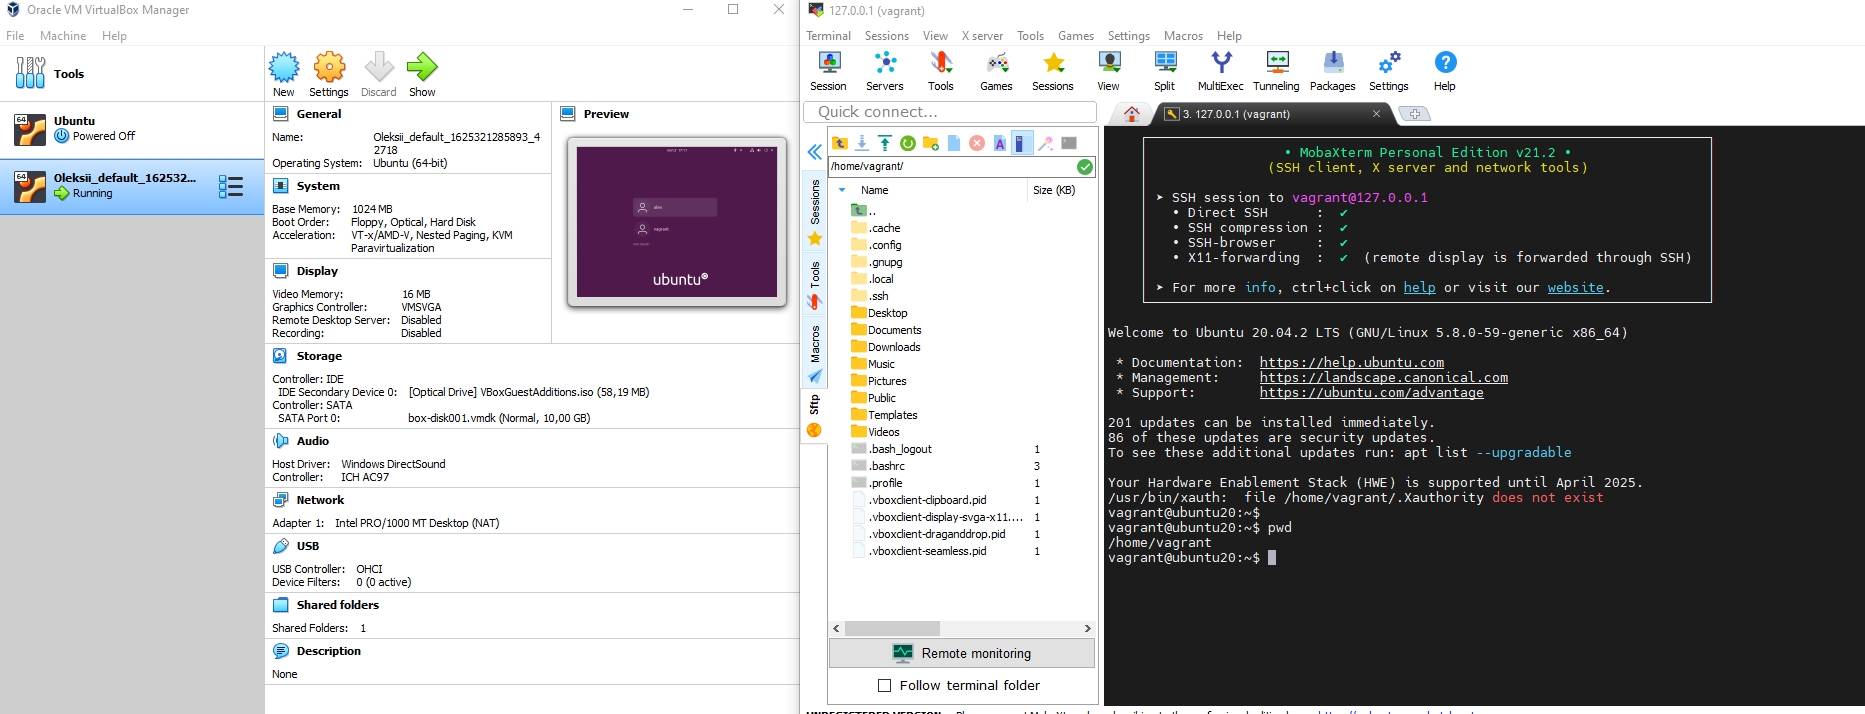 Oracle VM VirtualBox Manager
File Machine Help
Tools
Ubuntu
Powered Off
Oleksii_default_162532...
Running
New Settings Discard Show
General
Name: Oleksii_default_1625321285893_4
2718
Operating System: Ubuntu (64-bit)
System
Base Memory: 1024 MB
Boot Order: Floppy, Optical, Hard Disk
Acceleration: VT-x/AMD-V, Nested Paging, KVM
Paravirtualization
Display
Video Memory: 16 MB
Graphics Controller: VMSVGA
Remote Desktop Server: Disabled
Recording: Disabled
Storage
Controller: IDE
IDE Secondary Device 0: [Optical Drive] VBoxGuestAdditions.iso (58,19 MB)
Controller: SATA
SATA Port 0: box-disk001.vmdk (Normal, 10,00 GB)
Audio
Host Driver: Windows DirectSound
Controller: ICH AC97
Network
Adapter 1: Intel PRO/1000 MT Desktop (NAT)
USB
USB Controller: OHCI
Device Filters: 0 (0 active)
Shared folders
Shared Folders: 1
Description
None
Preview
vagrant
ubuntu
127.0.0.1 (vagrant)
Terminal Sessions View X server Tools Games Settings Macros Help
Session Servers Tools Games Sessions View Split MultiExec Tunneling Packages Settings Help
Quick connect...
3. 127.0.0.1 (vagrant)
Sessions
Tools
Macros
Sftp
/home/vagrant/
Name Size (KB)
..
.cache
.config
.gnupg
.local
.ssh
Desktop
Documents
Downloads
Music
Pictures
Public
Templates
Videos
.bash_logout 1
.bashrc 3
.profile 1
.vboxclient-clipboard.pid 1
.vboxclient-display-svga-x11.... 1
.vboxclient-draganddrop.pid 1
.vboxclient-seamless.pid 1
Remote monitoring
Follow terminal folder
• MobaXterm Personal Edition v21.2 •
(SSH client, X server and network tools)
➤ SSH session to vagrant@127.0.0.1
• Direct SSH : ✔
• SSH compression : ✔
• SSH-browser : ✔
• X11-forwarding : ✔ (remote display is forwarded through SSH)
➤ For more info, ctrl+click on help or visit our website.
Welcome to Ubuntu 20.04.2 LTS (GNU/Linux 5.8.0-59-generic x86_64)
* Documentation: https://help.ubuntu.com
* Management: https://landscape.canonical.com
* Support: https://ubuntu.com/advantage
201 updates can be installed immediately.
86 of these updates are security updates.
To see these additional updates run: apt list --upgradable
Your Hardware Enablement Stack (HWE) is supported until April 2025.
/usr/bin/xauth: file /home/vagrant/.Xauthority does not exist
vagrant@ubuntu20:~$
vagrant@ubuntu20:~$ pwd
/home/vagrant
vagrant@ubuntu20:~$